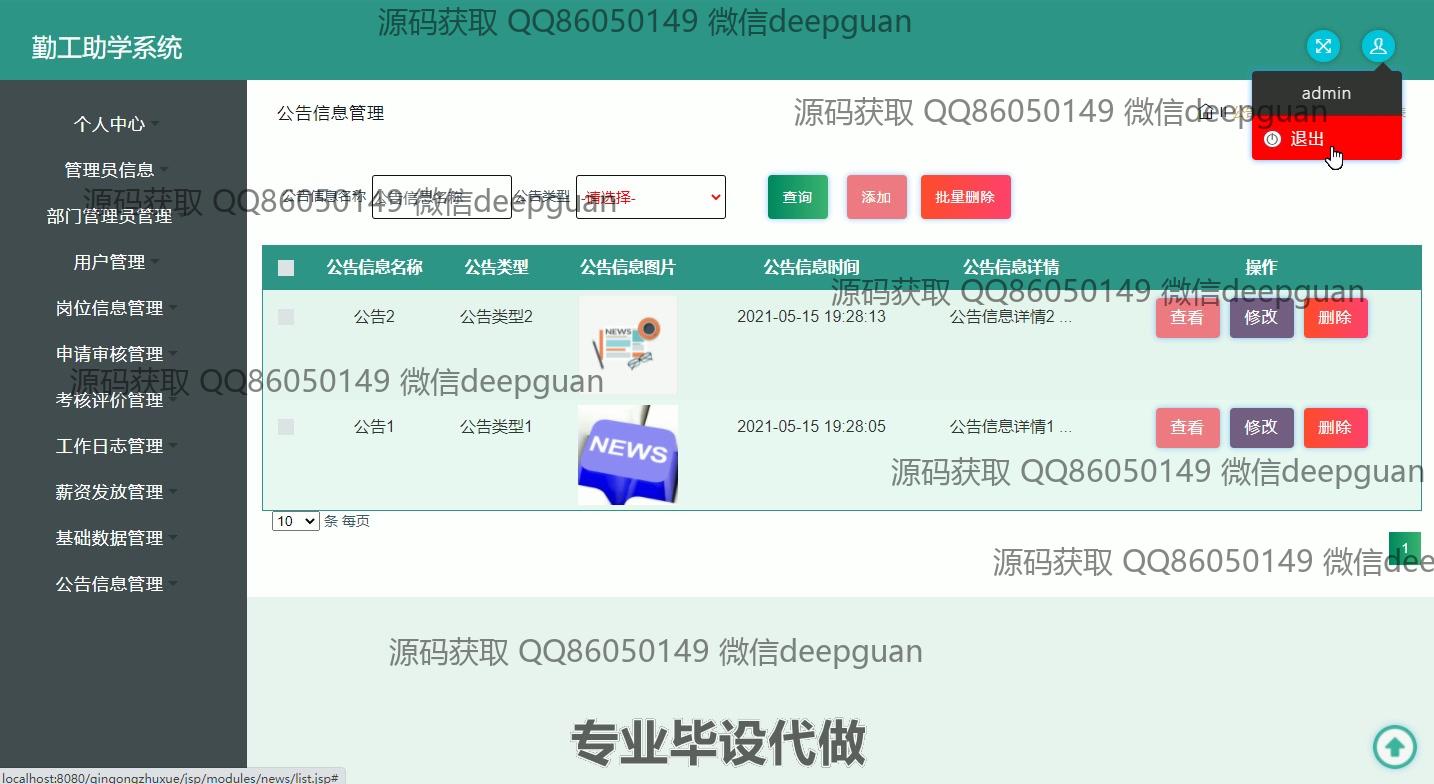 源码获取 QQ86050149 微信deepguan
勤工助学系统
admin
退出
个人中心
管理员信息
部门管理员管理
用户管理
岗位信息管理
申请审核管理
考核评价管理
工作日志管理
薪资发放管理
基础数据管理
公告信息管理
公告信息管理
源码获取 QQ86050149 微信deepguan
源码获取 QQ86050149 微信deepguan
公告信息名称 公告信息名称 公告类型 -请选择- 查询 添加 批量删除
公告信息名称 公告类型 公告信息图片 公告信息时间 公告信息详情 操作
源码获取 QQ86050149 微信deepguan
公告2 公告类型2 NEWS 2021-05-15 19:28:13 公告信息详情2 ... 查看 修改 删除
源码获取 QQ86050149 微信deepguan
公告1 公告类型1 NEWS 2021-05-15 19:28:05 公告信息详情1 ... 查看 修改 删除
源码获取 QQ86050149 微信deepguan
10 条 每页
1
源码获取 QQ86050149 微信dee
源码获取 QQ86050149 微信deepguan
专业毕设代做
localhost:8080/qingongzhuxue/jsp/modules/news/list.jsp#